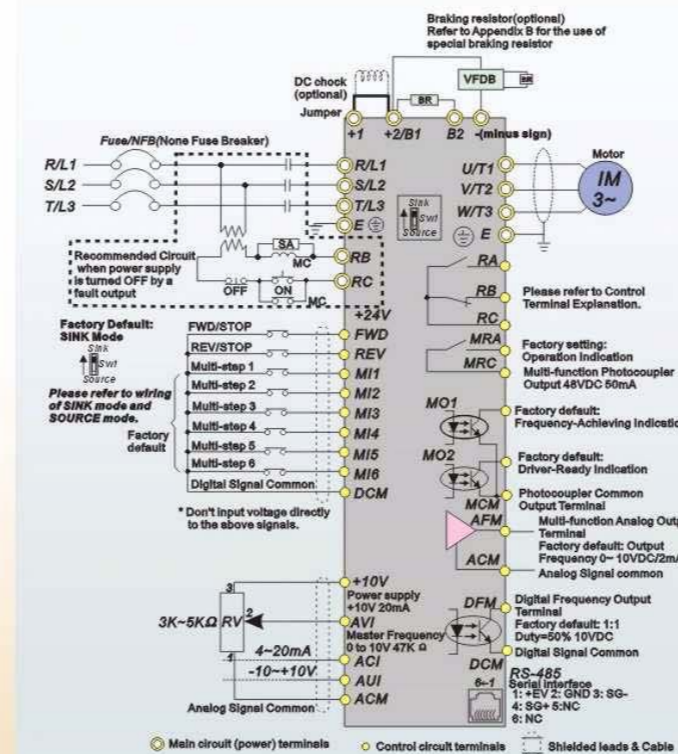 Braking resistor(optional)
Refer to Appendix B for the use of
special braking resistor
DC chock
(optional)
VFDB
BR
BR
Jumper
+1
+2/B1
B2
-(minus sign)
Fuse/NFB(None Fuse Breaker)
R/L1
S/L2
T/L3
R/L1
S/L2
T/L3
E
U/T1
V/T2
W/T3
E
Motor
IM
3~
Sink
Sw1
Source
Recommended Circuit
when power supply
is turned OFF by a
fault output
SA
MC
OFF
ON
MC
RB
RC
RA
RB
RC
Please refer to Control
Terminal Explanation.
MRA
MRC
Factory setting:
Operation Indication
Multi-function Photocoupler
Output 48VDC 50mA
+24V
Factory Default:
SINK Mode
Sink
Sw1
Source
Please refer to wiring
of SINK mode and
SOURCE mode.
Factory
default
FWD/STOP
REV/STOP
Multi-step 1
Multi-step 2
Multi-step 3
Multi-step 4
Multi-step 5
Multi-step 6
Digital Signal Common
FWD
REV
MI1
MI2
MI3
MI4
MI5
MI6
DCM
* Don't input voltage directly
to the above signals.
MO1
Factory default:
Frequency-Achieving Indicatio
MO2
Factory default:
Driver-Ready Indication
MCM
Photocoupler Common
Output Terminal
AFM
Multi-function Analog Outp
Terminal
Factory default: Output
Frequency 0~ 10VDC/2mA
ACM
Analog Signal common
+10V
Power supply
+10V 20mA
3
3K~5KΩ
RV
2
1
AVI
Master Frequency
0 to 10V 47K Ω
4~20mA
ACI
-10~+10V
AUI
ACM
Analog Signal Common
DFM
Digital Frequency Output
Terminal
Factory default: 1:1
Duty=50% 10VDC
DCM
Digital Signal Common
RS-485
Serial interface
6←1
1: +EV 2: GND 3: SG-
4: SG+ 5:NC
6: NC
Main circuit (power) terminals
Control circuit terminals
Shielded leads & Cable